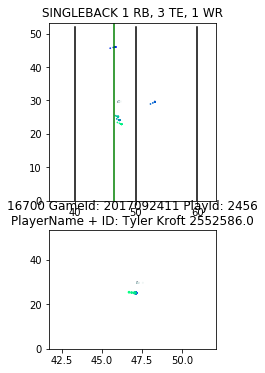 SINGLEBACK 1 RB, 3 TE, 1 WR
50
40
30
20
10
0
40 50 60
16700 GameId: 2017092411 PlayId: 2456
PlayerName + ID: Tyler Kroft 2552586.0
40
20
0
42.5 45.0 47.5 50.0